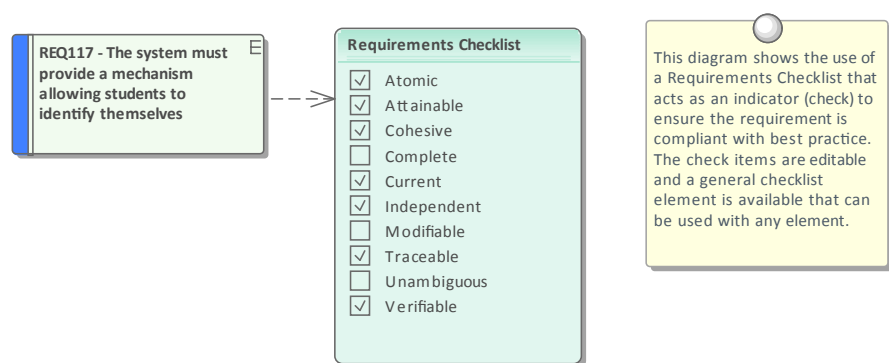 REQ117 - The system must
provide a mechanism
allowing students to
identify themselves
E
Requirements Checklist
Atomic
Attainable
Cohesive
Complete
Current
Independent
Modifiable
Traceable
Unambiguous
Verifiable
This diagram shows the use of
a Requirements Checklist that
acts as an indicator (check) to
ensure the requirement is
compliant with best practice.
The check items are editable
and a general checklist
element is available that can
be used with any element.